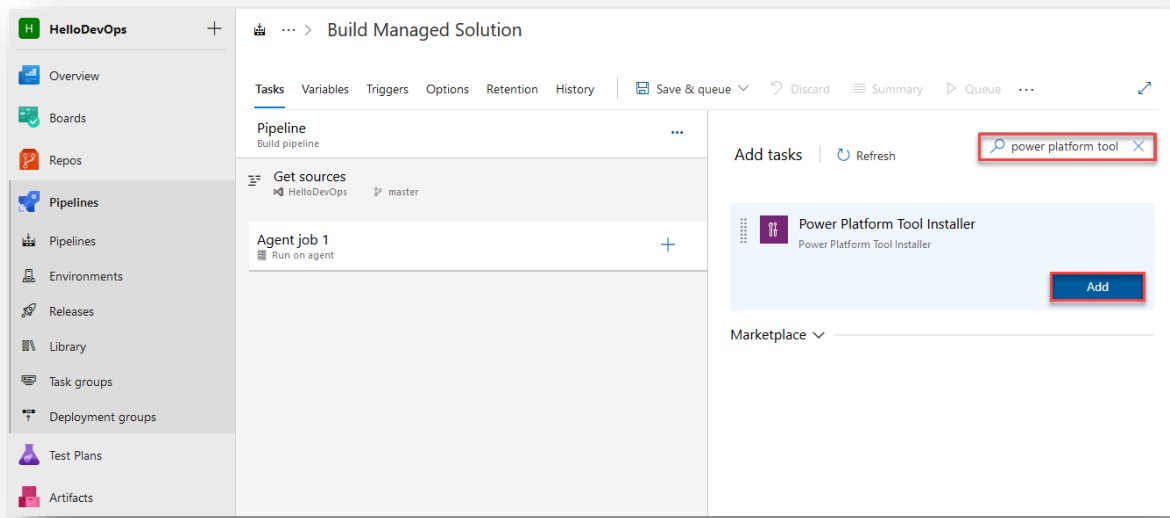 H HelloDevOps
Overview
Boards
Repos
Pipelines
Pipelines
Environments
Releases
Library
Task groups
Deployment groups
Test Plans
Artifacts
··· > Build Managed Solution
Tasks Variables Triggers Options Retention History Save & queue Discard Summary Queue ···
Pipeline
Build pipeline
Get sources
HelloDevOps master
Agent job 1
Run on agent
Add tasks Refresh power platform tool
Power Platform Tool Installer
Power Platform Tool Installer
Add
Marketplace